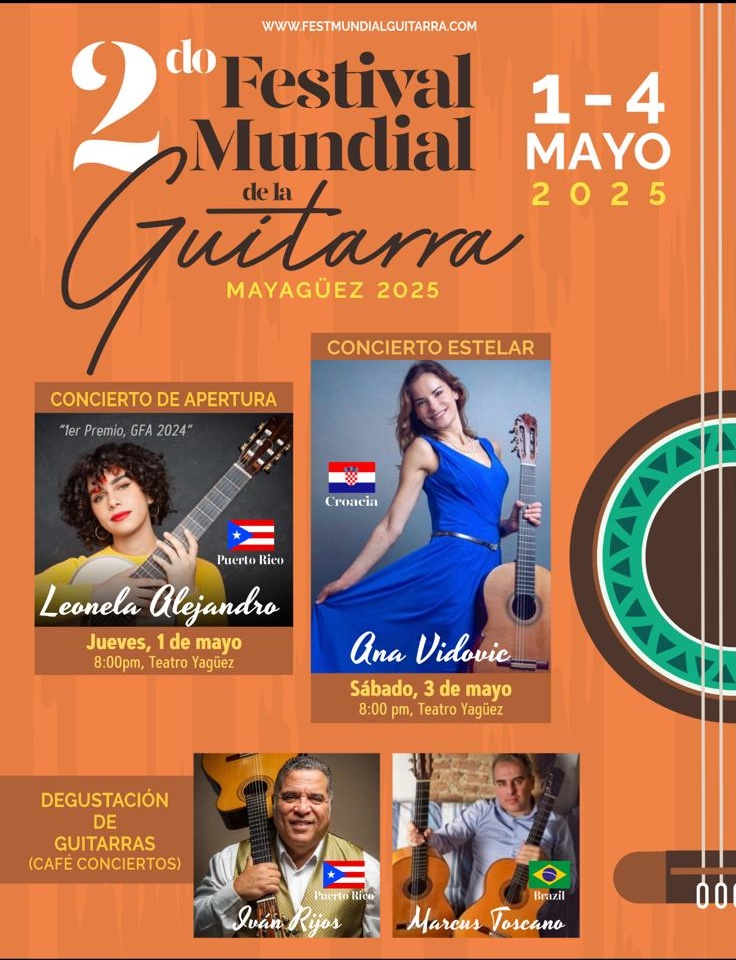 WWW.FESTMUNDIALGUITARRA.COM
2do Festival
Mundial
de la
Guitarra
MAYAGÜEZ 2025
1-4
MAYO
2025
CONCIERTO DE APERTURA
"1er Premio, GFA 2024"
Puerto Rico
Leonela Alejandro
Jueves, 1 de mayo
8:00pm, Teatro Yagüez
CONCIERTO ESTELAR
Croacia
Ana Vidovic
Sábado, 3 de mayo
8:00 pm, Teatro Yagüez
DEGUSTACIÓN
DE
GUITARRAS
(CAFÉ CONCIERTOS)
Puerto Rico
Iván Rijos
Brazil
Marcus Toscano